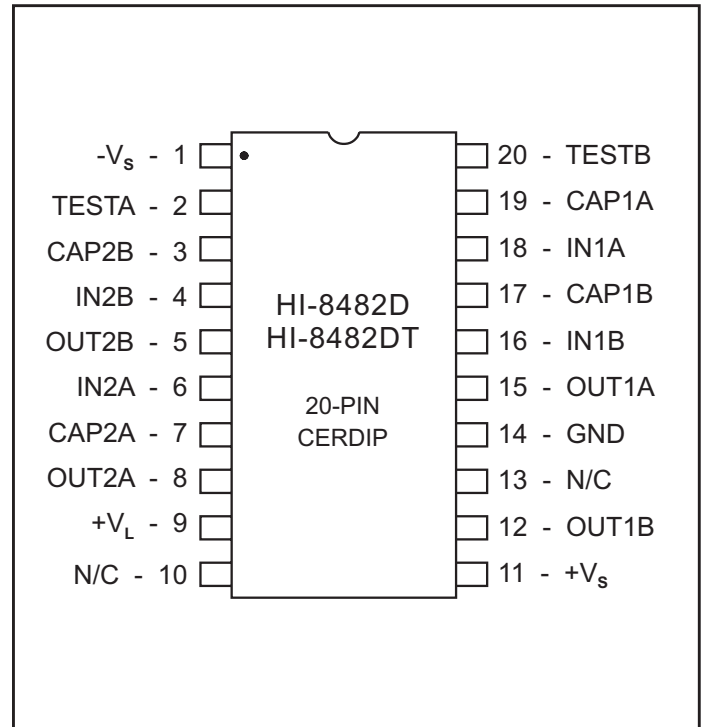 -Vs - 1
TESTA - 2
CAP2B - 3
IN2B - 4
OUT2B - 5
IN2A - 6
CAP2A - 7
OUT2A - 8
+VL - 9
N/C - 10
HI-8482D
HI-8482DT
20-PIN
CERDIP
20 - TESTB
19 - CAP1A
18 - IN1A
17 - CAP1B
16 - IN1B
15 - OUT1A
14 - GND
13 - N/C
12 - OUT1B
11 - +Vs